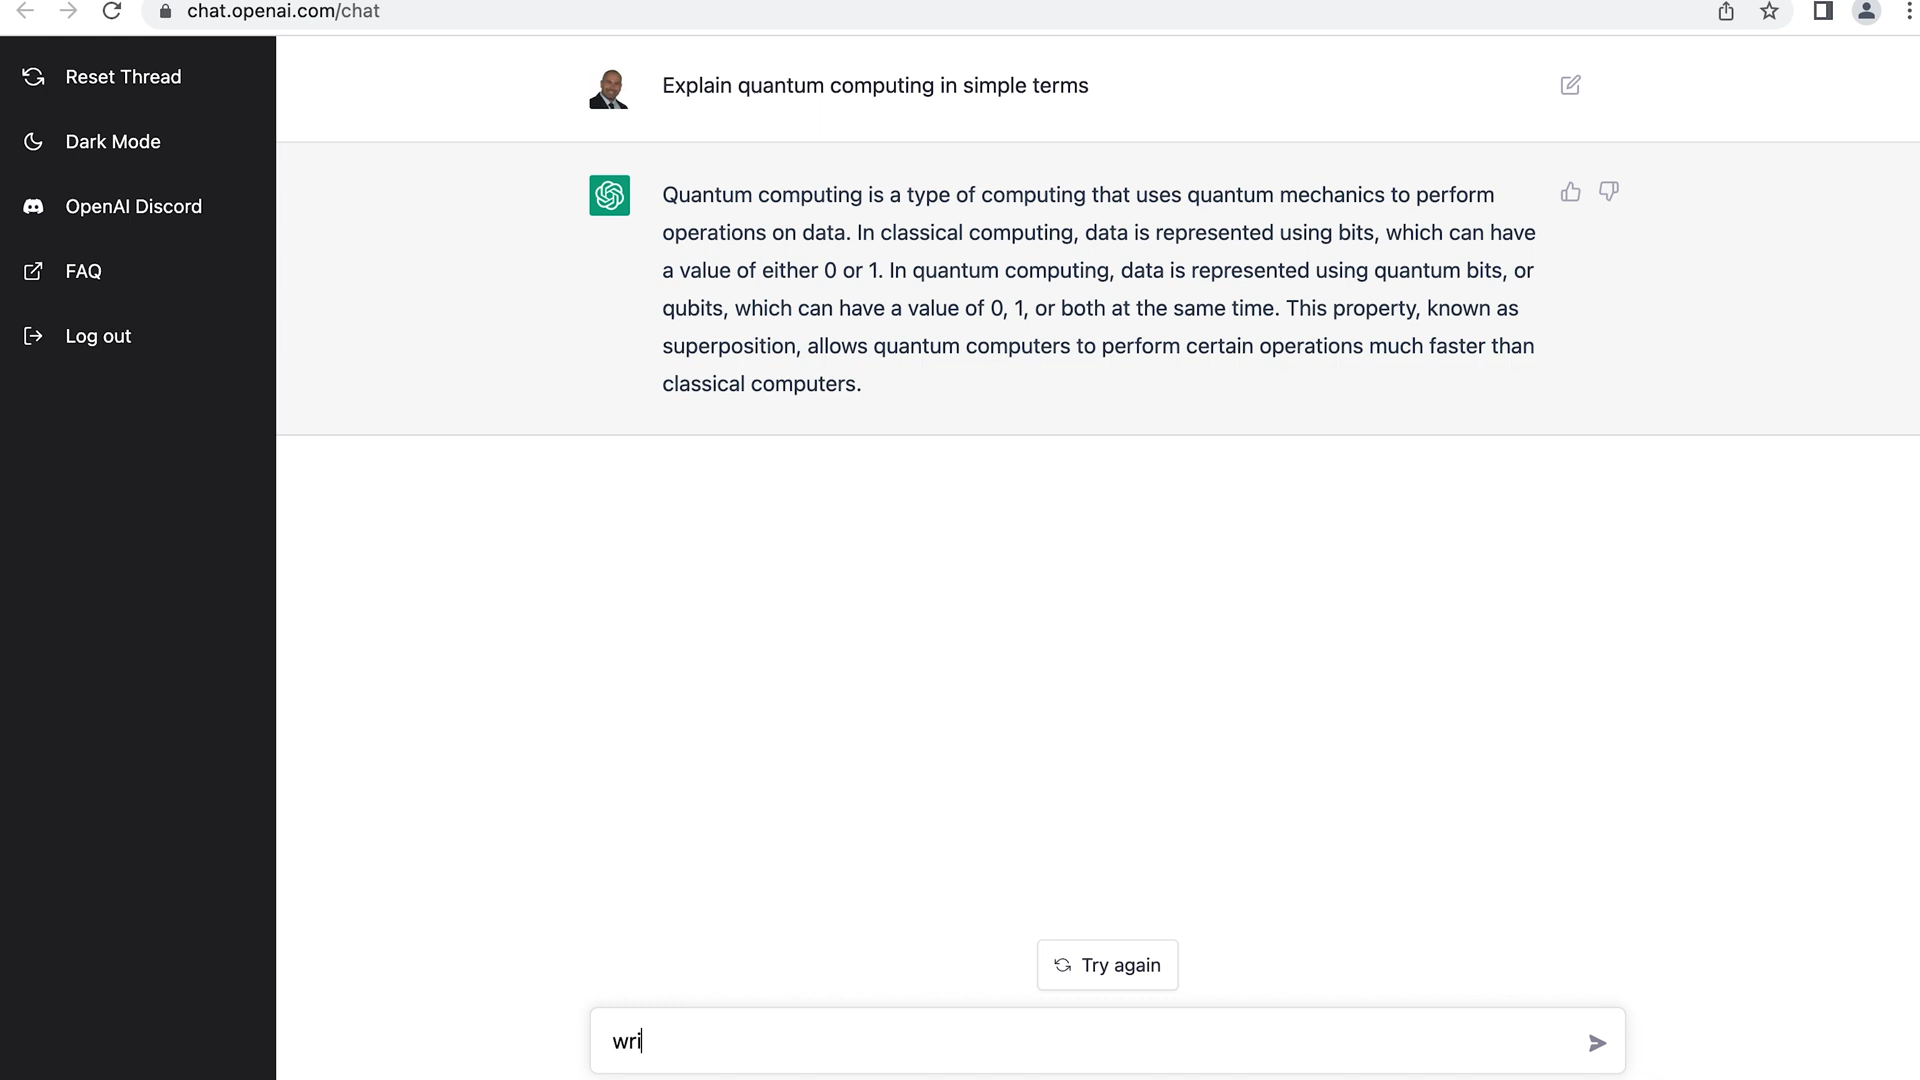 chat.openai.com/chat
Reset Thread
Dark Mode
OpenAI Discord
FAQ
Log out
Explain quantum computing in simple terms
Quantum computing is a type of computing that uses quantum mechanics to perform
operations on data. In classical computing, data is represented using bits, which can have
a value of either 0 or 1. In quantum computing, data is represented using quantum bits, or
qubits, which can have a value of 0, 1, or both at the same time. This property, known as
superposition, allows quantum computers to perform certain operations much faster than
classical computers.
Try again
wri